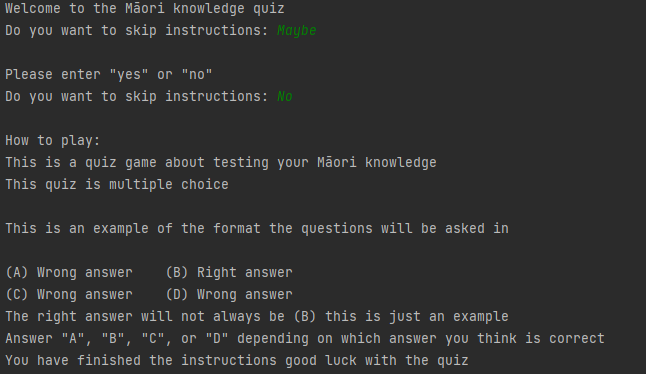 Welcome to the Māori knowledge quiz
Do you want to skip instructions: Maybe
Please enter "yes" or "no"
Do you want to skip instructions: No
How to play:
This is a quiz game about testing your Māori knowledge
This quiz is multiple choice
This is an example of the format the questions will be asked in
(A) Wrong answer    (B) Right answer
(C) Wrong answer    (D) Wrong answer
The right answer will not always be (B) this is just an example
Answer "A", "B", "C", or "D" depending on which answer you think is correct
You have finished the instructions good luck with the quiz